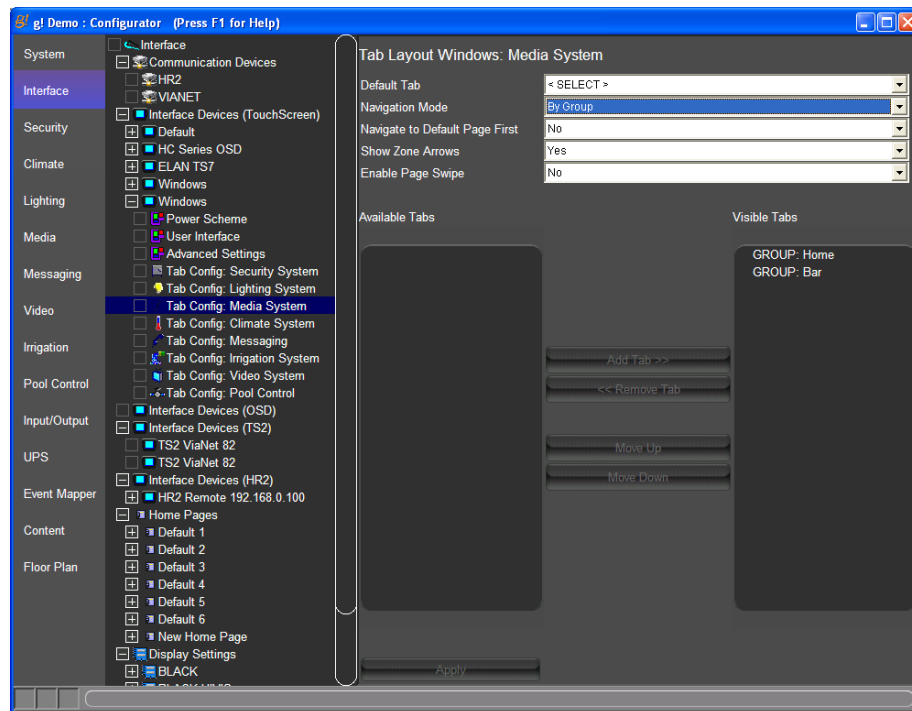 g! Demo : Configurator (Press F1 for Help)
System
Interface
Security
Climate
Lighting
Media
Messaging
Video
Irrigation
Pool Control
Input/Output
UPS
Event Mapper
Content
Floor Plan
Interface
Communication Devices
HR2
VIANET
Interface Devices (TouchScreen)
Default
HC Series OSD
ELAN TS7
Windows
Windows
Power Scheme
User Interface
Advanced Settings
Tab Config: Security System
Tab Config: Lighting System
Tab Config: Media System
Tab Config: Climate System
Tab Config: Messaging
Tab Config: Irrigation System
Tab Config: Video System
Tab Config: Pool Control
Interface Devices (OSD)
Interface Devices (TS2)
TS2 ViaNet 82
TS2 ViaNet 82
Interface Devices (HR2)
HR2 Remote 192.168.0.100
Home Pages
Default 1
Default 2
Default 3
Default 4
Default 5
Default 6
New Home Page
Display Settings
BLACK
Tab Layout Windows: Media System
Default Tab < SELECT >
Navigation Mode By Group
Navigate to Default Page First No
Show Zone Arrows Yes
Enable Page Swipe No
Available Tabs
Visible Tabs
GROUP: Home
GROUP: Bar
Add Tab >>
<< Remove Tab
Move Up
Move Down
Apply